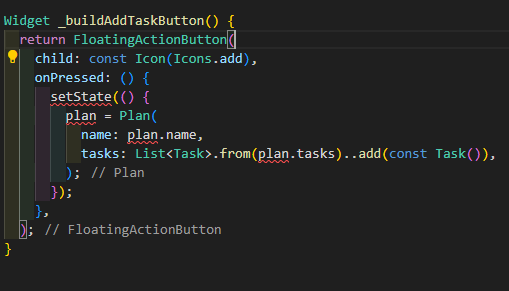 Widget _buildAddTaskButton() {
  return FloatingActionButton(
    child: const Icon(Icons.add),
    onPressed: () {
      setState(() {
        plan = Plan(
          name: plan.name,
          tasks: List<Task>.from(plan.tasks)..add(const Task()),
        ); // Plan
      });
    },
  ); // FloatingActionButton
}